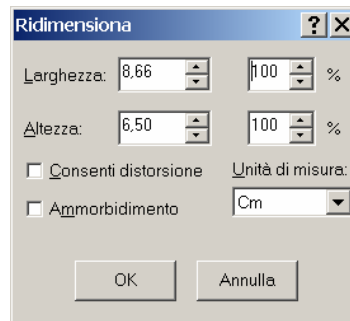 Ridimensiona
Larghezza: 8,66 100 %
Altezza: 6,50 100 %
Consenti distorsione Unità di misura:
Ammorbidimento Cm
OK Annulla